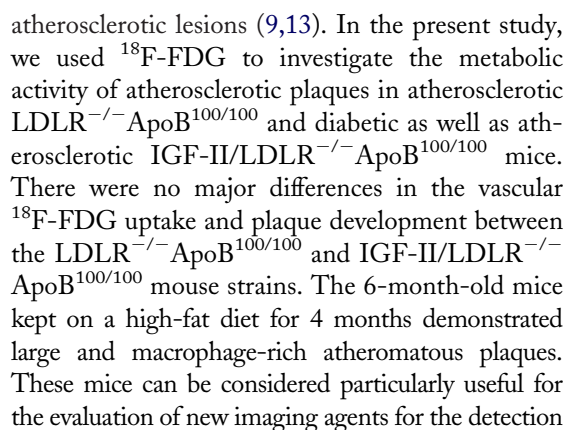 atherosclerotic lesions (9,13). In the present study,
we used ¹⁸F-FDG to investigate the metabolic
activity of atherosclerotic plaques in atherosclerotic
LDLR⁻/⁻ApoB¹⁰⁰/¹⁰⁰ and diabetic as well as ath-
erosclerotic IGF-II/LDLR⁻/⁻ApoB¹⁰⁰/¹⁰⁰ mice.
There were no major differences in the vascular
¹⁸F-FDG uptake and plaque development between
the LDLR⁻/⁻ApoB¹⁰⁰/¹⁰⁰ and IGF-II/LDLR⁻/⁻
ApoB¹⁰⁰/¹⁰⁰ mouse strains. The 6-month-old mice
kept on a high-fat diet for 4 months demonstrated
large and macrophage-rich atheromatous plaques.
These mice can be considered particularly useful for
the evaluation of new imaging agents for the detection